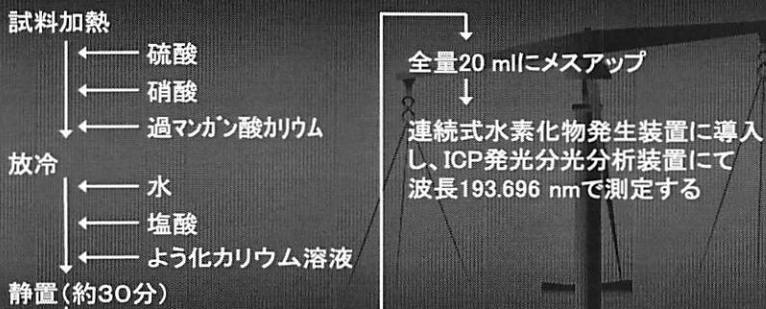 試料加熱
硫酸
硝酸
過マンガン酸カリウム
放冷
水
塩酸
よう化カリウム溶液
静置(約30分)
全量20 mlにメスアップ
連続式水素化物発生装置に導入
し、ICP発光分光分析装置にて
波長193.696 nmで測定する